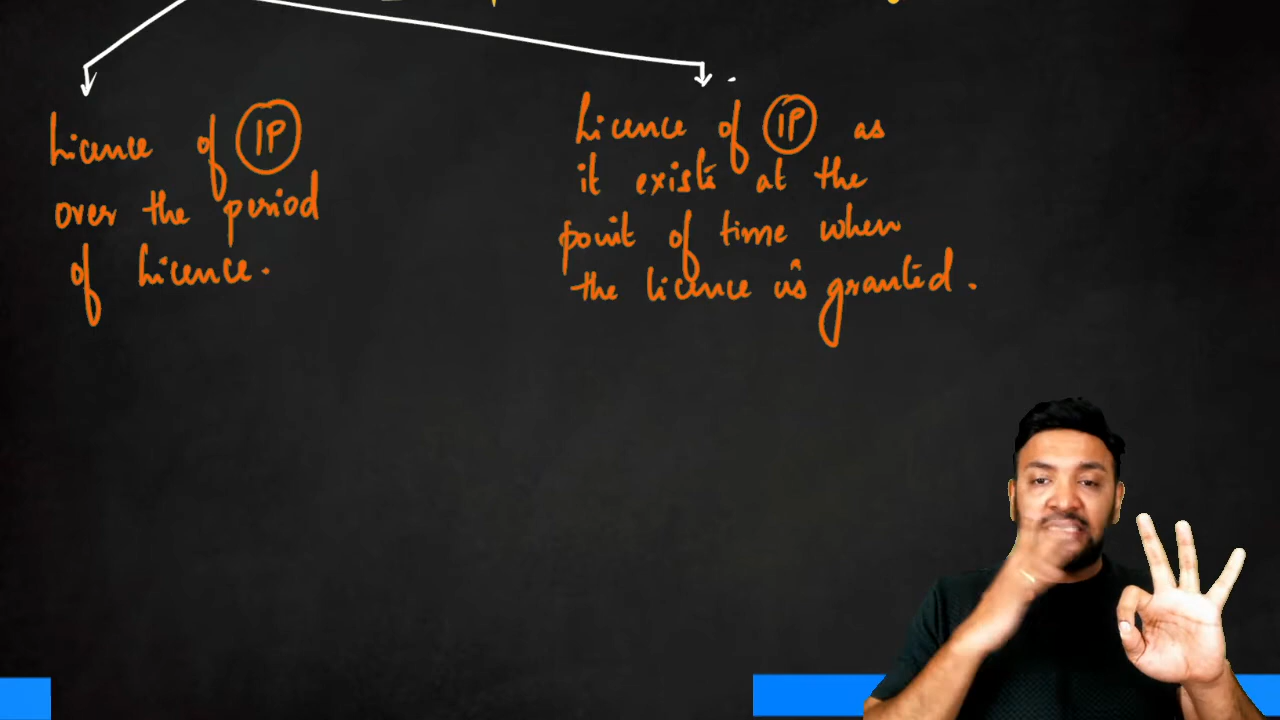 Licence of IP
over the period
of Licence.
Licence of IP as
it exists at the
point of time when
the licence is granted.